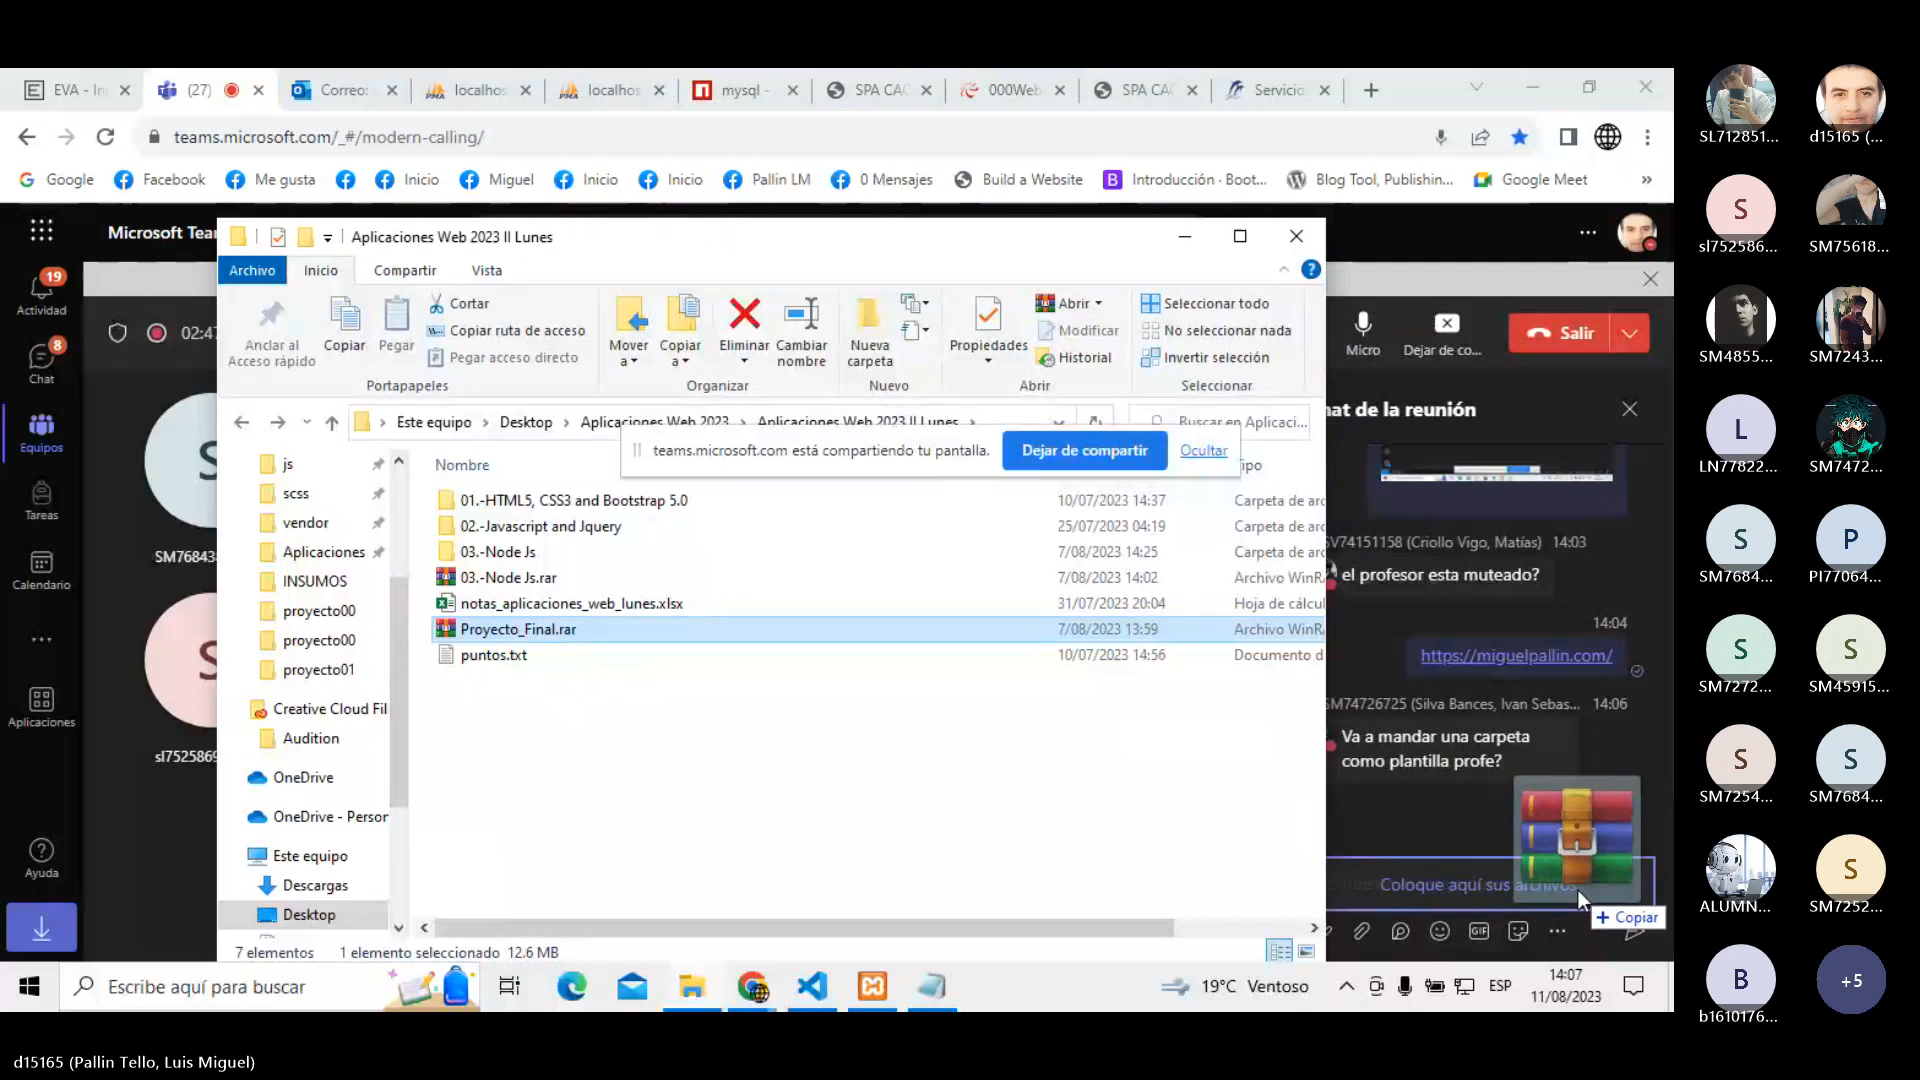 EVA - In
(27)
Correo:
localhos
localhos
mysql -
SPA CAC
000Web
SPA CAC
Servicio
teams.microsoft.com/_#/modern-calling/
Google
Facebook
Me gusta
Inicio
Miguel
Inicio
Inicio
Pallin LM
0 Mensajes
Build a Website
Introducción · Boot...
Blog Tool, Publishin...
Google Meet
»
Microsoft Tea
Aplicaciones Web 2023 II Lunes
Archivo
Inicio
Compartir
Vista
Anclar al
Acceso rápido
Copiar
Pegar
Cortar
Copiar ruta de acceso
Pegar acceso directo
Portapapeles
Mover
a
Copiar
a
Eliminar
Cambiar
nombre
Organizar
Nueva
carpeta
Nuevo
Propiedades
Abrir
Modificar
Historial
Abrir
Seleccionar todo
No seleccionar nada
Invertir selección
Seleccionar
Este equipo
Desktop
Aplicaciones Web 2023
Aplicaciones Web 2023 II Lunes
Buscar en Aplicaci...
teams.microsoft.com está compartiendo tu pantalla.
Dejar de compartir
Ocultar
js
scss
vendor
Aplicaciones
INSUMOS
proyecto00
proyecto00
proyecto01
Creative Cloud Fil
Audition
OneDrive
OneDrive - Person
Este equipo
Descargas
Desktop
Nombre
ipo
01.-HTML5, CSS3 and Bootstrap 5.0 10/07/2023 14:37 Carpeta de arc
02.-Javascript and Jquery 25/07/2023 04:19 Carpeta de arc
03.-Node Js 7/08/2023 14:25 Carpeta de arc
03.-Node Js.rar 7/08/2023 14:02 Archivo WinRA
notas_aplicaciones_web_lunes.xlsx 31/07/2023 20:04 Hoja de cálcul
Proyecto_Final.rar 7/08/2023 13:59 Archivo WinRA
puntos.txt 10/07/2023 14:56 Documento d
7 elementos
1 elemento seleccionado 12.6 MB
19
Actividad
8
Chat
Equipos
Tareas
Calendario
Aplicaciones
Ayuda
02:47
S
SM76843
S
sl7525869
Micro
Dejar de co...
Salir
hat de la reunión
SV74151158 (Criollo Vigo, Matías) 14:03
el profesor esta muteado?
14:04
https://miguelpallin.com/
SM74726725 (Silva Bances, Ivan Sebas... 14:06
Va a mandar una carpeta
como plantilla profe?
Coloque aquí sus archivos
Copiar
GIF
Escribe aquí para buscar
19°C Ventoso
ESP
14:07
11/08/2023
SL712851...
d15165 (...
S
sl752586...
SM75618...
SM4855...
SM7243...
L
LN77822...
SM7472...
S
SM7684...
P
PI77064...
S
SM7272...
S
SM45915...
S
SM7254...
S
SM7684...
ALUMN...
S
SM7252...
B
b1610176...
+5
d15165 (Pallin Tello, Luis Miguel)